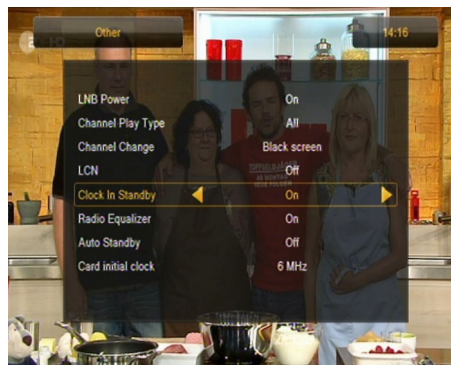 Other
14:16
LNB Power On
Channel Play Type All
Channel Change Black screen
LCN Off
Clock In Standby On
Radio Equalizer On
Auto Standby Off
Card initial clock 6 MHz